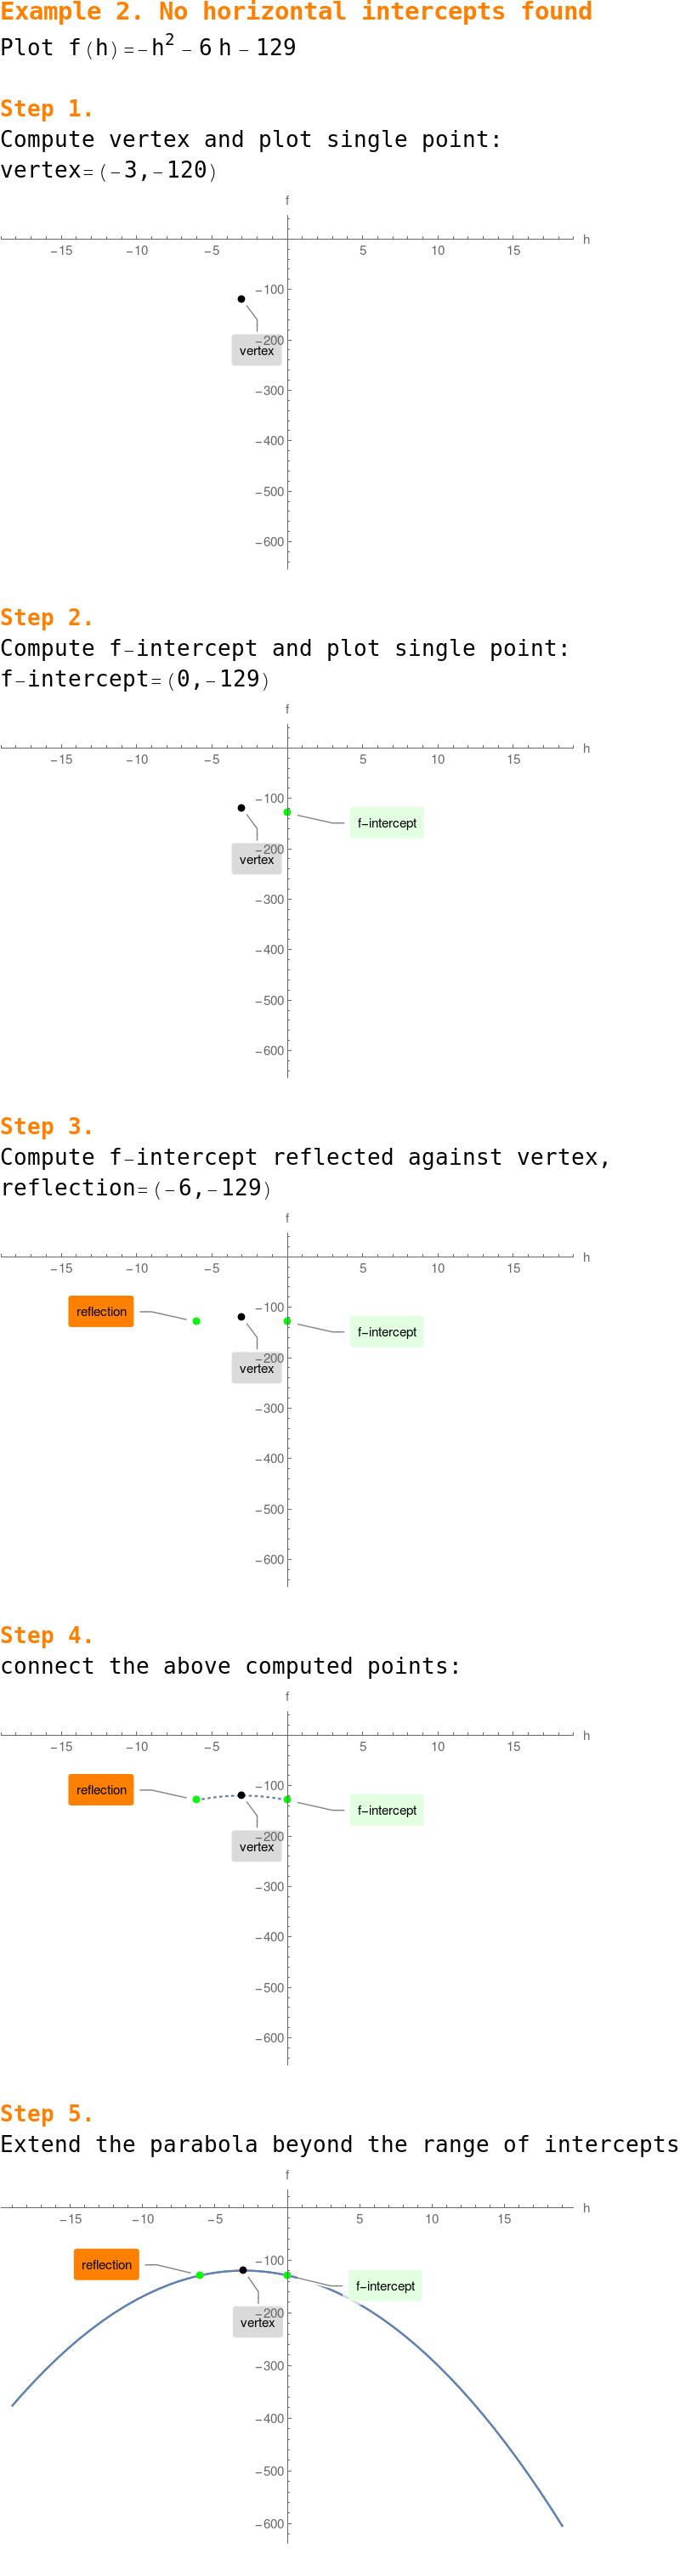 Example 2. No horizontal intercepts found
Plot f(h)=-h² - 6 h - 129
Step 1.
Compute vertex and plot single point:
vertex=(-3,-120)
f
h
-15 -10 -5 5 10 15
-100
-200
vertex
-300
-400
-500
-600
Step 2.
Compute f-intercept and plot single point:
f-intercept=(0,-129)
f
h
-15 -10 -5 5 10 15
-100
f-intercept
-200
vertex
-300
-400
-500
-600
Step 3.
Compute f-intercept reflected against vertex,
reflection=(-6,-129)
f
h
-15 -10 -5 5 10 15
-100
reflection
f-intercept
-200
vertex
-300
-400
-500
-600
Step 4.
connect the above computed points:
f
h
-15 -10 -5 5 10 15
-100
reflection
f-intercept
-200
vertex
-300
-400
-500
-600
Step 5.
Extend the parabola beyond the range of intercepts
f
h
-15 -10 -5 5 10 15
-100
reflection
f-intercept
-200
vertex
-300
-400
-500
-600